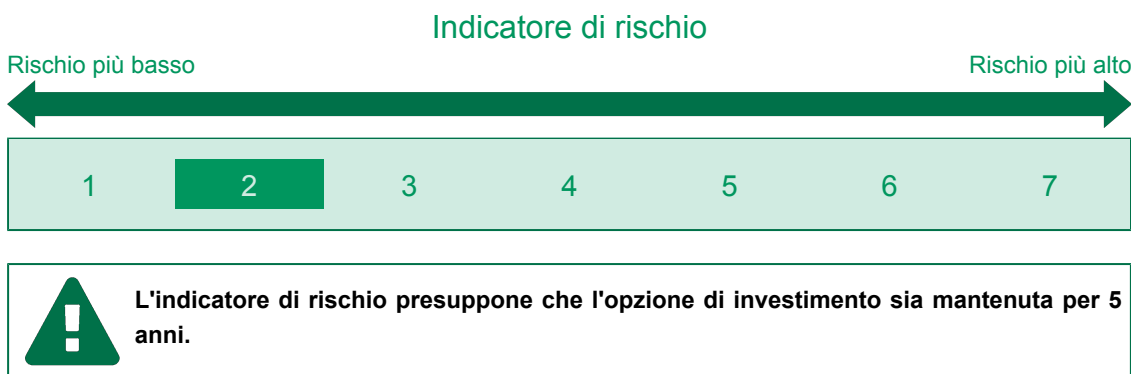 Indicatore di rischio
Rischio più basso Rischio più alto
1 2 3 4 5 6 7
L'indicatore di rischio presuppone che l'opzione di investimento sia mantenuta per 5
anni.